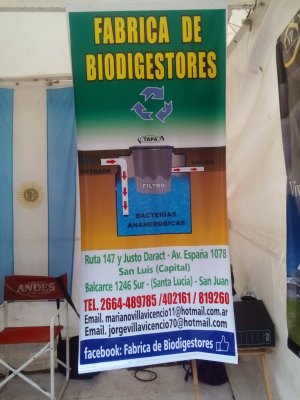 FABRICA DE
BIODIGESTORES
TAPA
ENTRADA
SALIDA
FILTRO
BACTERIAS
ANAHEROBICAS
Ruta 147 y Justo Daract - Av. España 1078
San Luis (Capital)
Balcarce 1246 Sur - (Santa Lucia) - San Juan
TEL. 2664-489785 /402161 / 819260
Email. marianovillavicencio11@hotmail.com.ar
Email. jorgevillavicencio70@hotmail.com
facebook: Fabrica de Biodigestores
ANDES